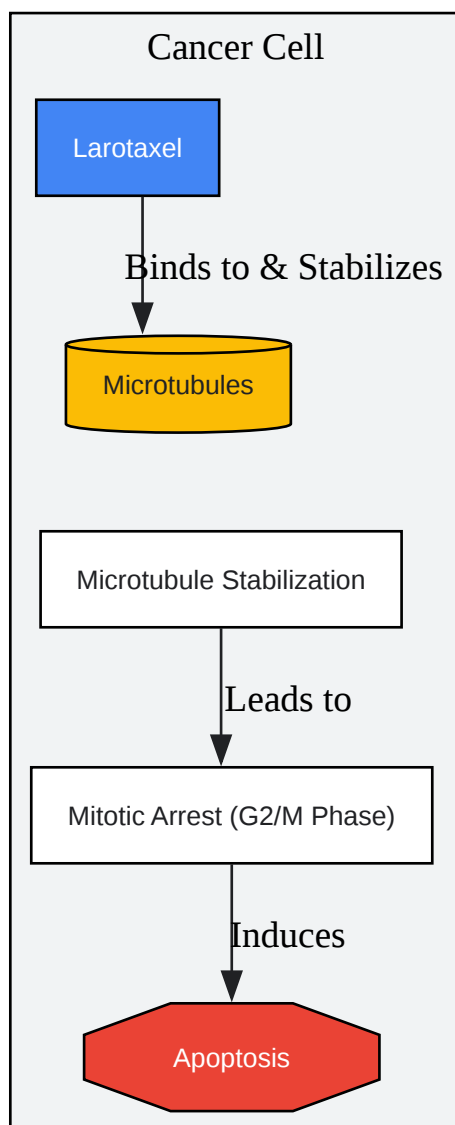 Cancer Cell
Larotaxel
Binds to & Stabilizes
Microtubules
Microtubule Stabilization
Leads to
Mitotic Arrest (G2/M Phase)
Induces
Apoptosis